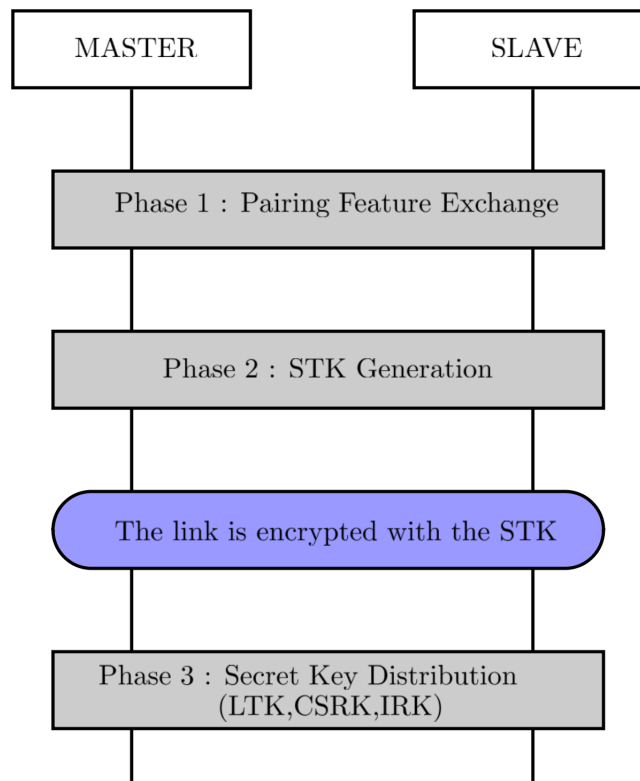 MASTER
SLAVE
Phase 1 : Pairing Feature Exchange
Phase 2 : STK Generation
The link is encrypted with the STK
Phase 3 : Secret Key Distribution
(LTK,CSRK,IRK)